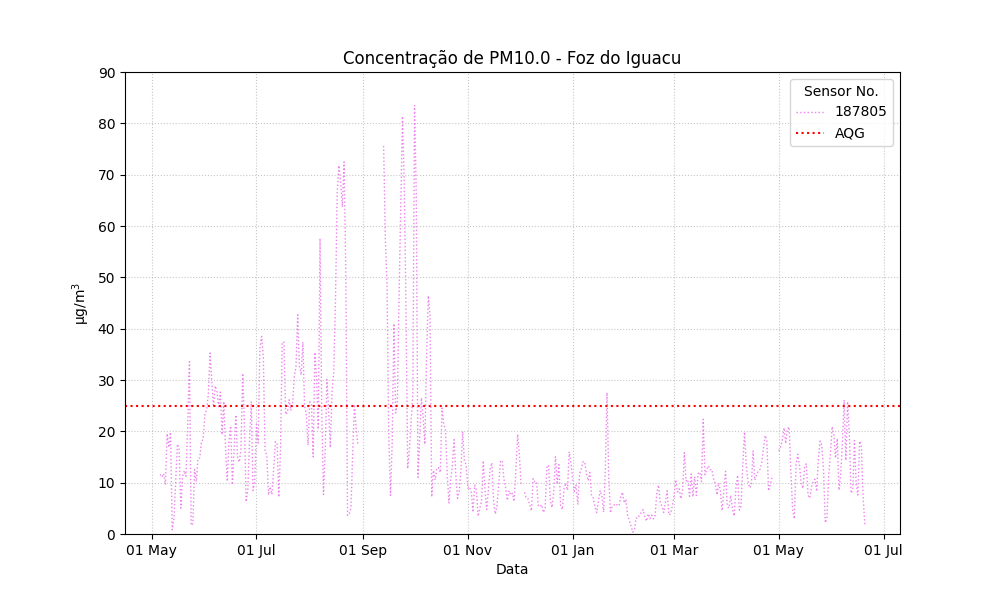 Concentração de PM10.0 - Foz do Iguacu
90
80
70
60
50
40
30
20
10
0
µg/m³
Sensor No.
187805
AQG
01 May
01 Jul
01 Sep
01 Nov
01 Jan
01 Mar
01 May
01 Jul
Data